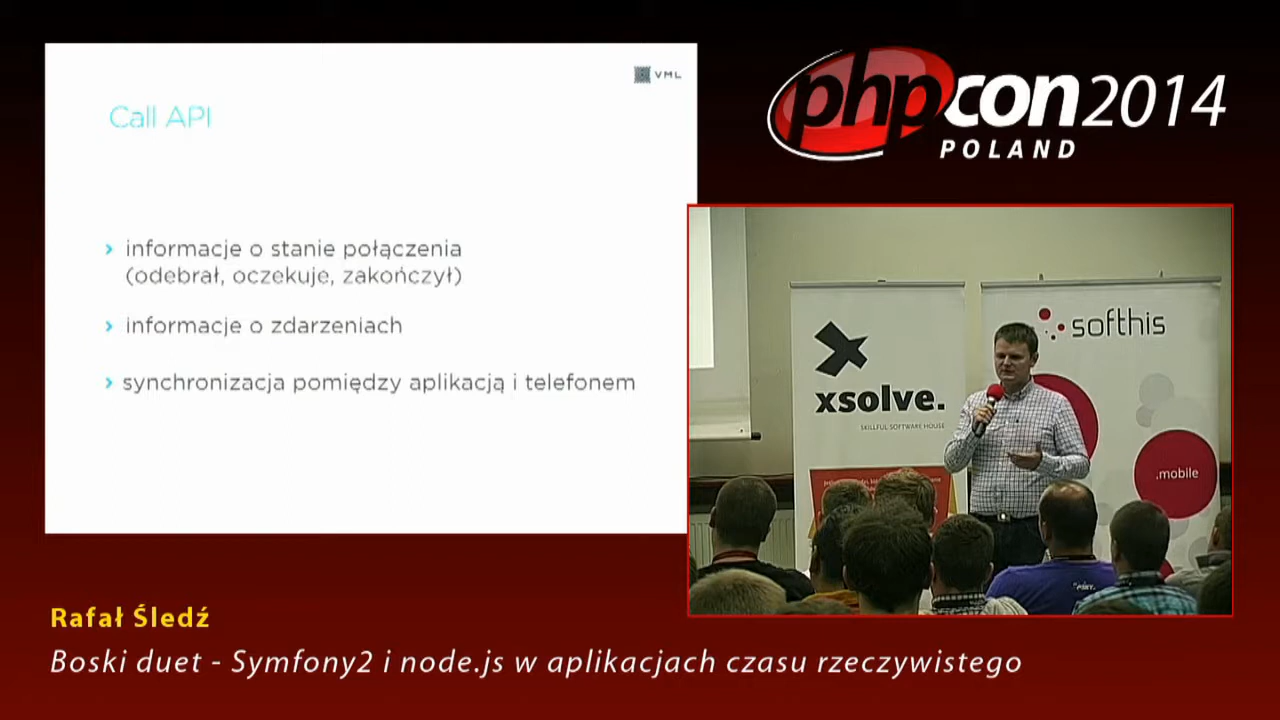 VML
Call API
› informacje o stanie połączenia
(odebrał, oczekuje, zakończył)
› informacje o zdarzeniach
› synchronizacja pomiędzy aplikacją i telefonem
phpcon2014
POLAND
xsolve.
SKILLFUL SOFTWARE HOUSE
softhis
.mobile
Rafał Śledź
Boski duet - Symfony2 i node.js w aplikacjach czasu rzeczywistego